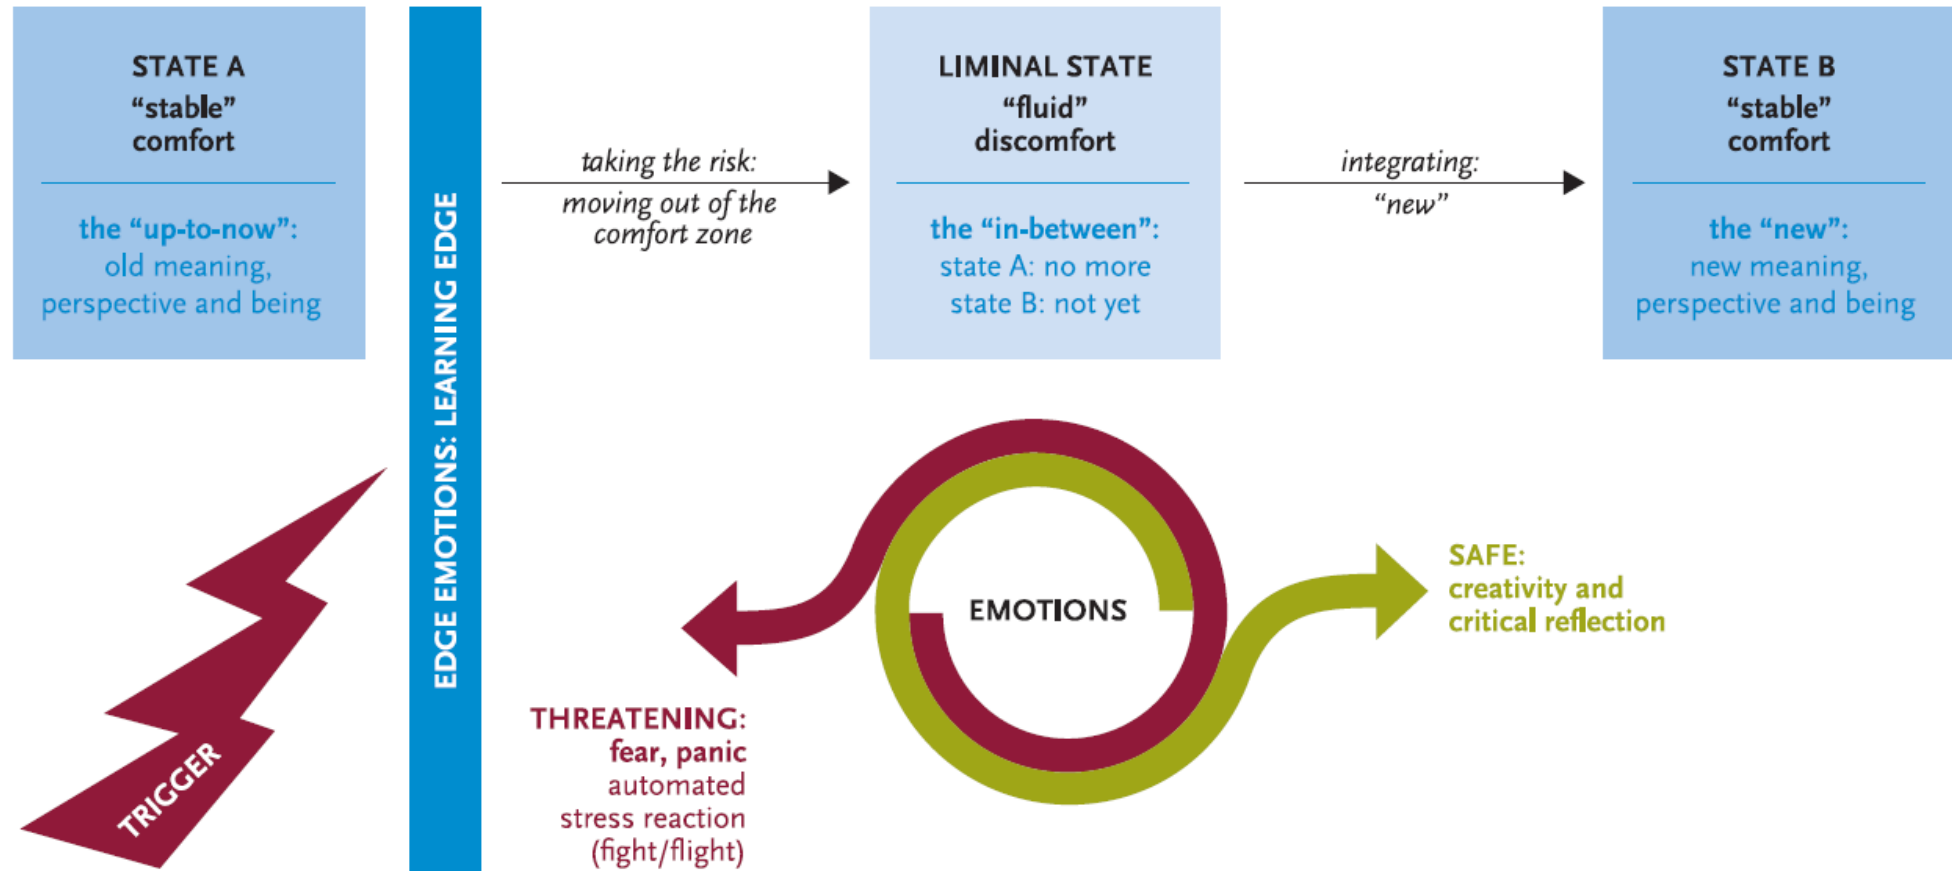 STATE A
“stable”
comfort
the “up-to-now”:
old meaning,
perspective and being
TRIGGER
EDGE EMOTIONS: LEARNING EDGE
taking the risk:
moving out of the
comfort zone
LIMINAL STATE
“fluid”
discomfort
the “in-between”:
state A: no more
state B: not yet
integrating:
“new”
STATE B
“stable”
comfort
the “new”:
new meaning,
perspective and being
THREATENING:
fear, panic
automated
stress reaction
(fight/flight)
EMOTIONS
SAFE:
creativity and
critical reflection